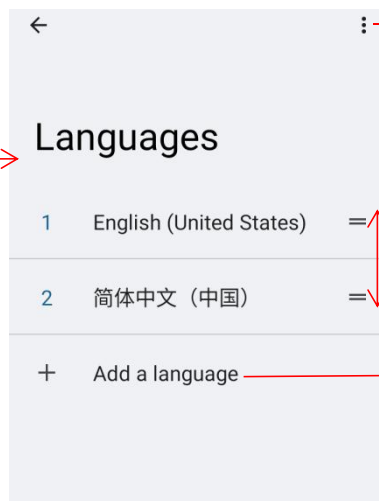 Languages
1 English (United States)
2 简体中文（中国）
Add a language